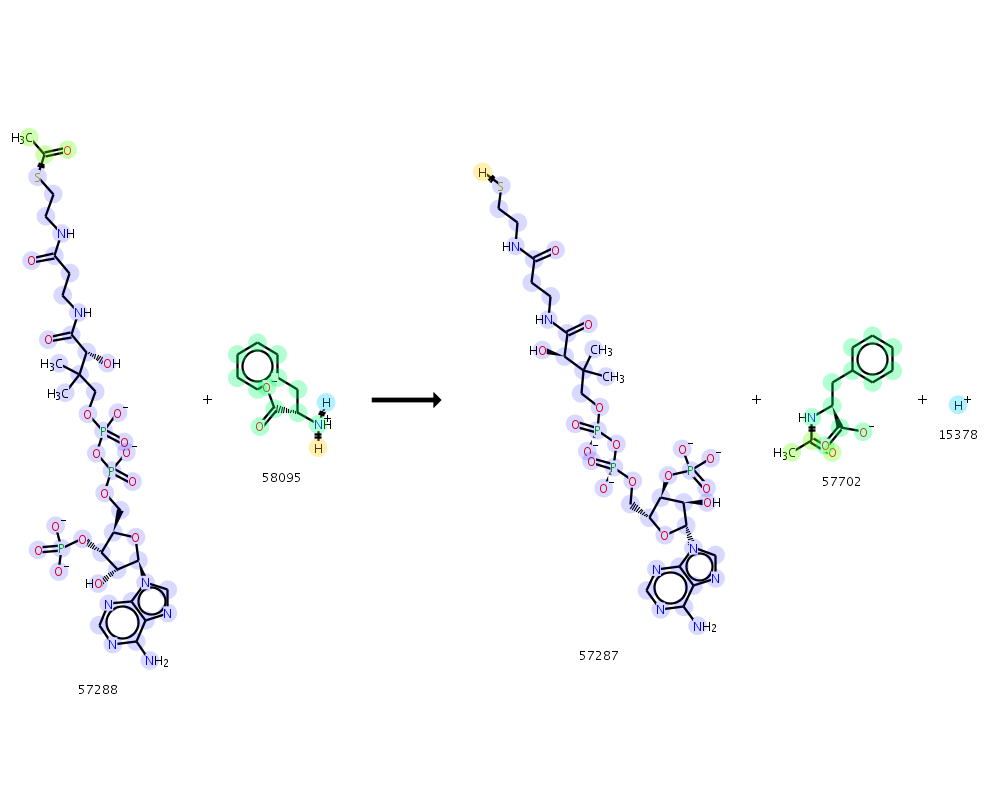 H₃C
O
S
NH
O
NH
O
OH
H₃C
H₃C
O
O⁻
P
O
O
O⁻
P
O
O
O⁻
O
P
O
O⁻
O
HO
N
N
N
N
NH₂
57288
+
O⁻
O
H
NH⁺
H
58095
H
S
HN
O
HN
O
HO
CH₃
CH₃
O
O
P
O⁻
O
O
P
O⁻
O
O⁻
P
O⁻
O
O
OH
O
N
N
N
N
NH₂
57287
+
HN
O
O⁻
H₃C
O
57702
+
H⁺
15378